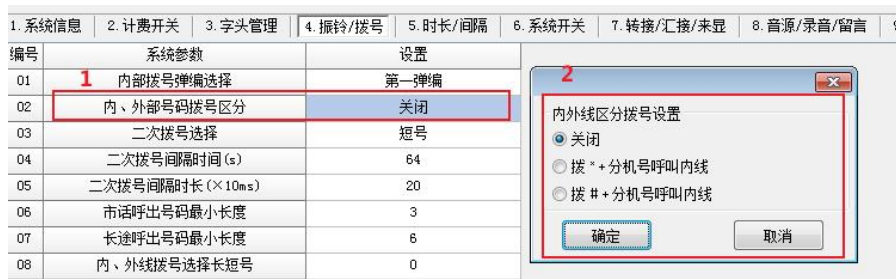 1.系统信息 2.计费开关 3.字头管理 4.振铃/拨号 5.时长/间隔 6.系统开关 7.转接/汇接/来显 8.音源/录音/留言
编号 系统参数 设置
01 1 内部拨号弹编选择 第一弹编
02 内、外部号码拨号区分 关闭
03 二次拨号选择 短号
04 二次拨号间隔时间(s) 64
05 二次拨号间隔时长(×10ms) 20
06 市话呼出号码最小长度 3
07 长途呼出号码最小长度 6
08 内、外线拨号选择长短号 0
2
内外线区分拨号设置
关闭
拨 *+分机号呼叫内线
拨 #+分机号呼叫内线
确定 取消